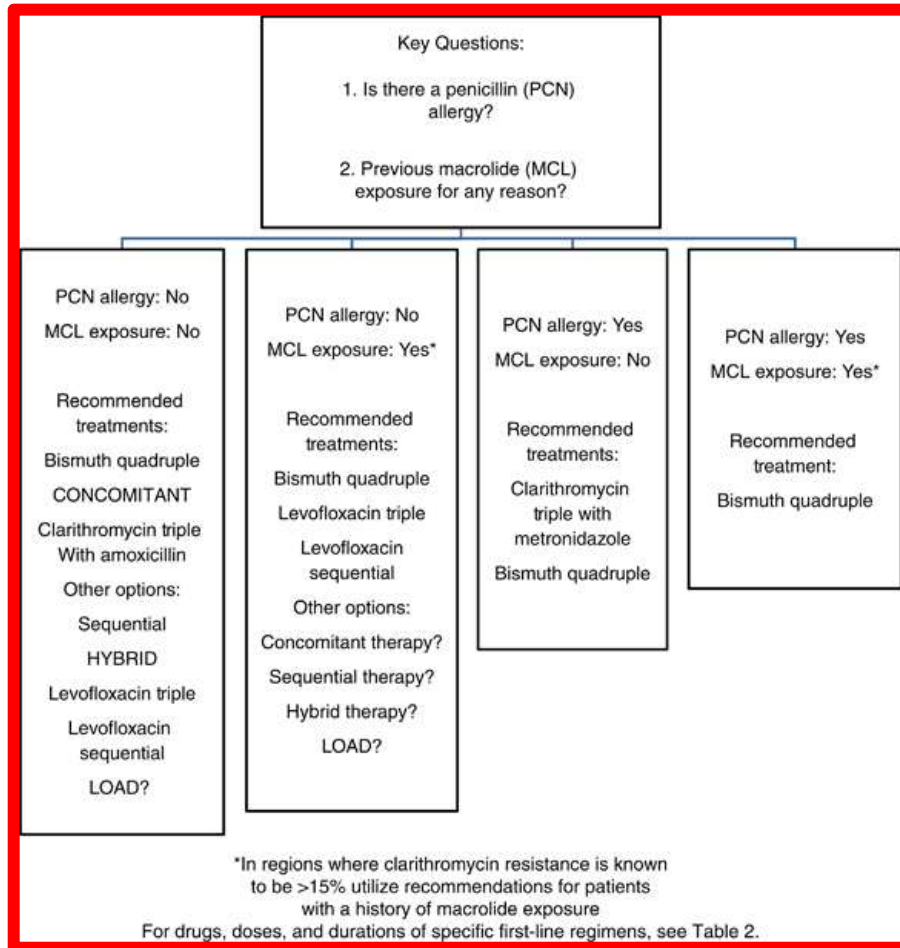 Key Questions:
1. Is there a penicillin (PCN)
allergy?
2. Previous macrolide (MCL)
exposure for any reason?
PCN allergy: No
MCL exposure: No
Recommended
treatments:
Bismuth quadruple
CONCOMITANT
Clarithromycin triple
With amoxicillin
Other options:
Sequential
HYBRID
Levofloxacin triple
Levofloxacin
sequential
LOAD?
PCN allergy: No
MCL exposure: Yes*
Recommended
treatments:
Bismuth quadruple
Levofloxacin triple
Levofloxacin
sequential
Other options:
Concomitant therapy?
Sequential therapy?
Hybrid therapy?
LOAD?
PCN allergy: Yes
MCL exposure: No
Recommended
treatments:
Clarithromycin
triple with
metronidazole
Bismuth quadruple
PCN allergy: Yes
MCL exposure: Yes*
Recommended
treatment:
Bismuth quadruple
*In regions where clarithromycin resistance is known
to be >15% utilize recommendations for patients
with a history of macrolide exposure
For drugs, doses, and durations of specific first-line regimens, see Table 2.